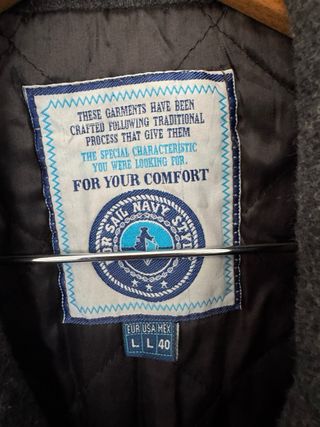 THESE GARMENTS HAVE BEEN
CRAFTED FOLLOWING TRADITIONAL
PROCESS THAT GIVE THEM
THE SPECIAL CHARACTERISTIC
YOU WERE LOOKING FOR.
FOR YOUR COMFORT
SAIL NAVY STYL
EUR USA MEX
L L 40